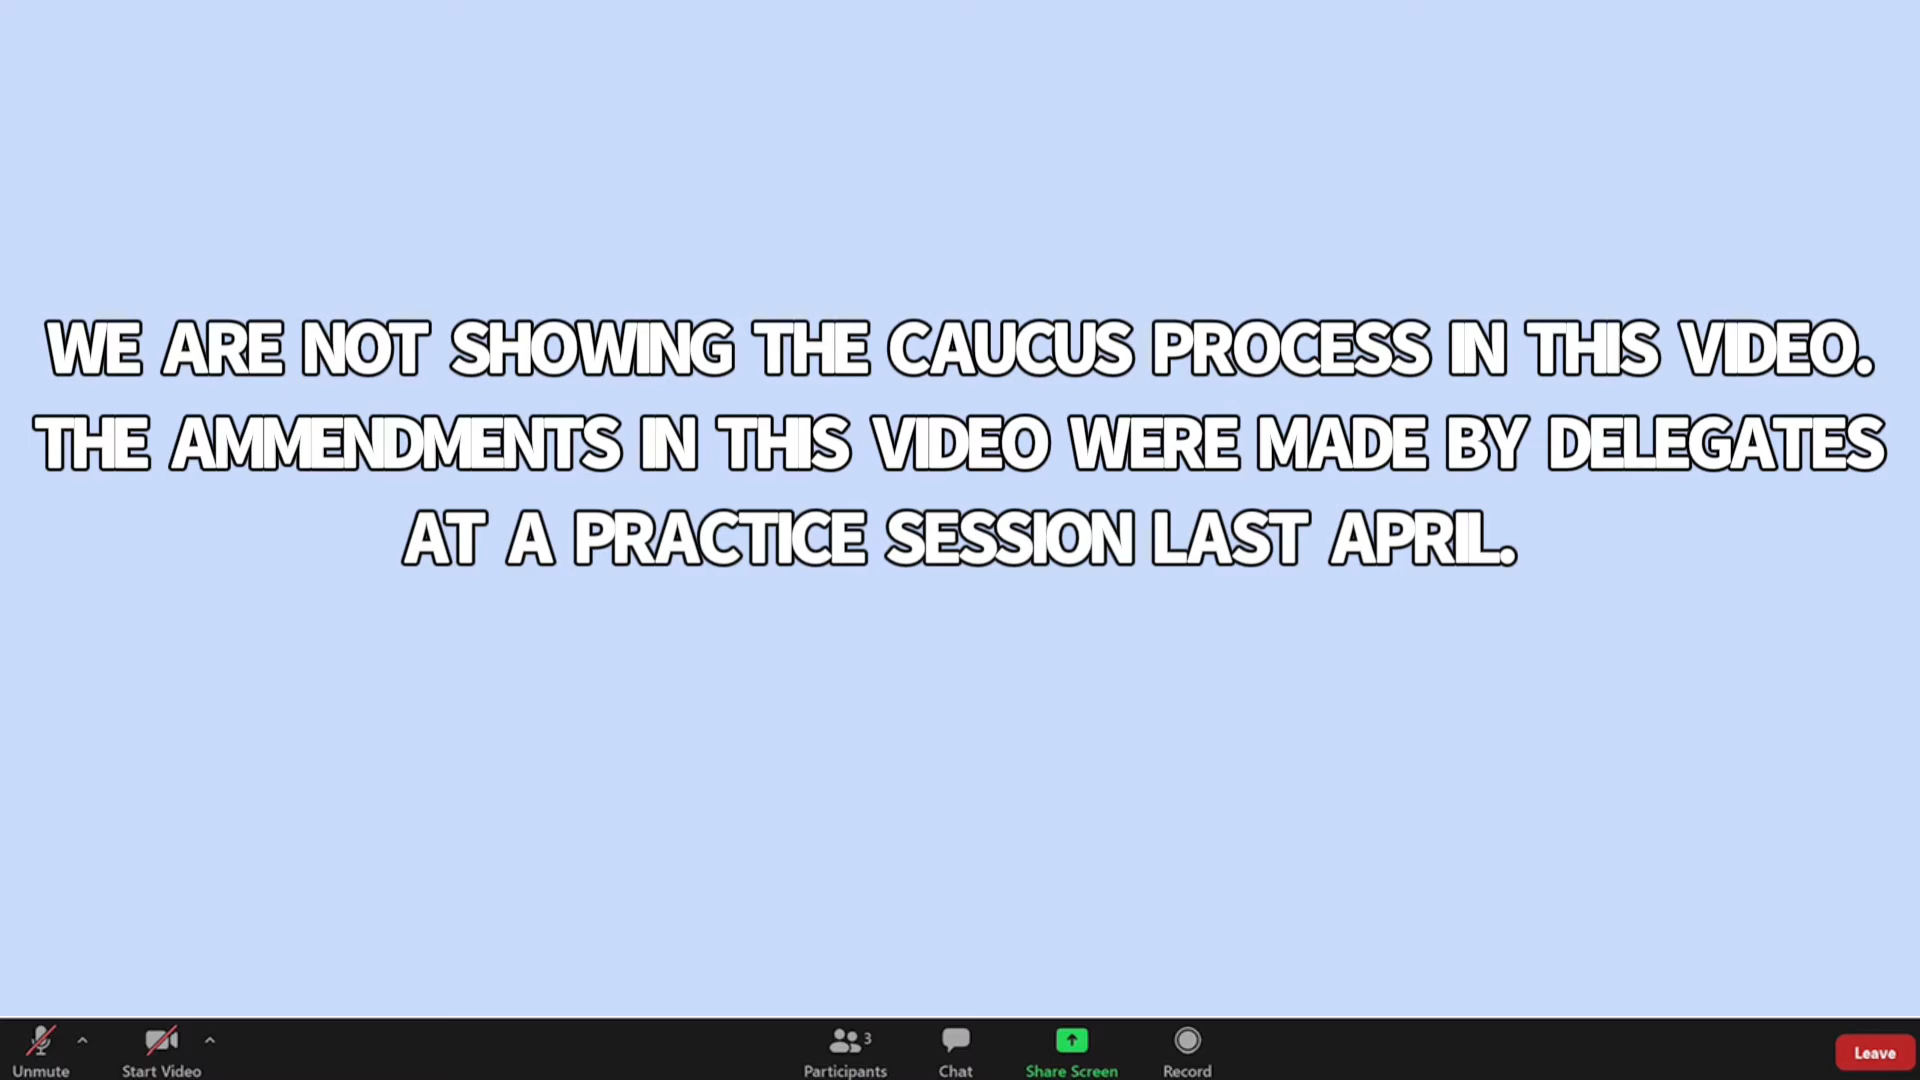 WE ARE NOT SHOWING THE CAUCUS PROCESS IN THIS VIDEO.
THE AMMENDMENTS IN THIS VIDEO WERE MADE BY DELEGATES
AT A PRACTICE SESSION LAST APRIL.
Unmute
Start Video
3
Participants
Chat
Share Screen
Record
Leave